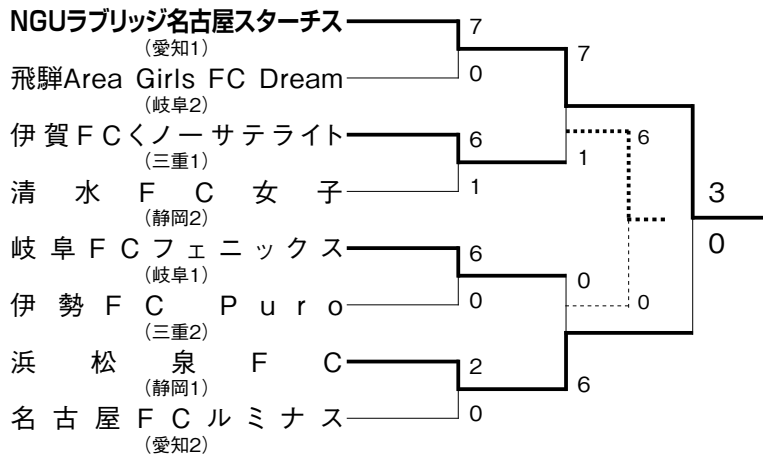 NGUラブリッジ名古屋スターチス
(愛知1)
飛騨Area Girls FC Dream
(岐阜2)
伊賀FCくノ一サテライト
(三重1)
清水FC女子
(静岡2)
岐阜FCフェニックス
(岐阜1)
伊勢FC Puro
(三重2)
浜松泉FC
(静岡1)
名古屋FCルミナス
(愛知2)
7
0
6
1
6
0
2
0
7
1
0
6
6
0
3
0